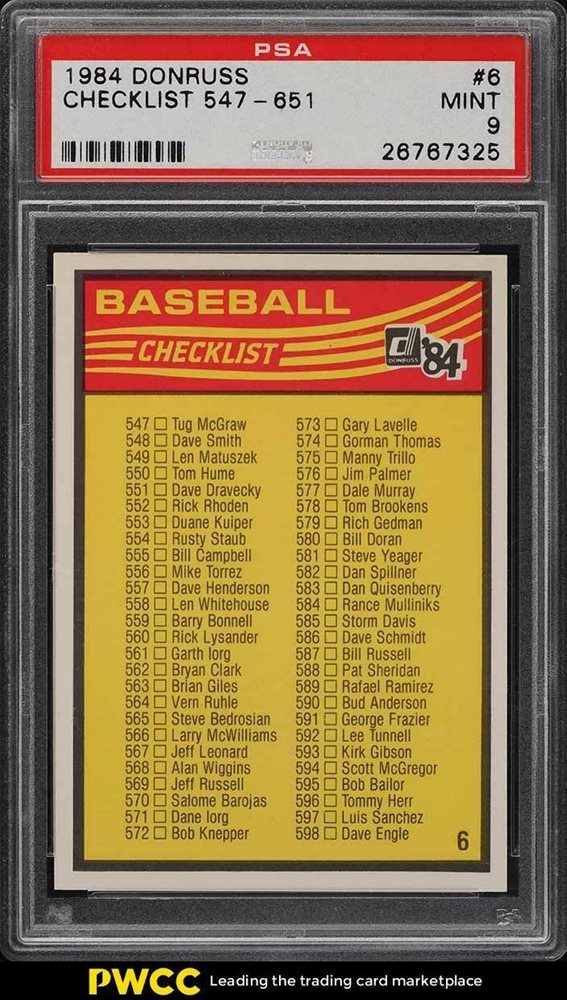 PSA
1984 DONRUSS #6
CHECKLIST 547 - 651 MINT
9
26767325
BASEBALL
CHECKLIST
DONRUSS '84
547 Tug McGraw
548 Dave Smith
549 Len Matuszek
550 Tom Hume
551 Dave Dravecky
552 Rick Rhoden
553 Duane Kuiper
554 Rusty Staub
555 Bill Campbell
556 Mike Torrez
557 Dave Henderson
558 Len Whitehouse
559 Barry Bonnell
560 Rick Lysander
561 Garth Iorg
562 Bryan Clark
563 Brian Giles
564 Vern Ruhle
565 Steve Bedrosian
566 Larry McWilliams
567 Jeff Leonard
568 Alan Wiggins
569 Jeff Russell
570 Salome Barojas
571 Dane Iorg
572 Bob Knepper
573 Gary Lavelle
574 Gorman Thomas
575 Manny Trillo
576 Jim Palmer
577 Dale Murray
578 Tom Brookens
579 Rich Gedman
580 Bill Doran
581 Steve Yeager
582 Dan Spillner
583 Dan Quisenberry
584 Rance Mulliniks
585 Storm Davis
586 Dave Schmidt
587 Bill Russell
588 Pat Sheridan
589 Rafael Ramirez
590 Bud Anderson
591 George Frazier
592 Lee Tunnell
593 Kirk Gibson
594 Scott McGregor
595 Bob Bailor
596 Tommy Herr
597 Luis Sanchez
598 Dave Engle
6
PWCC Leading the trading card marketplace